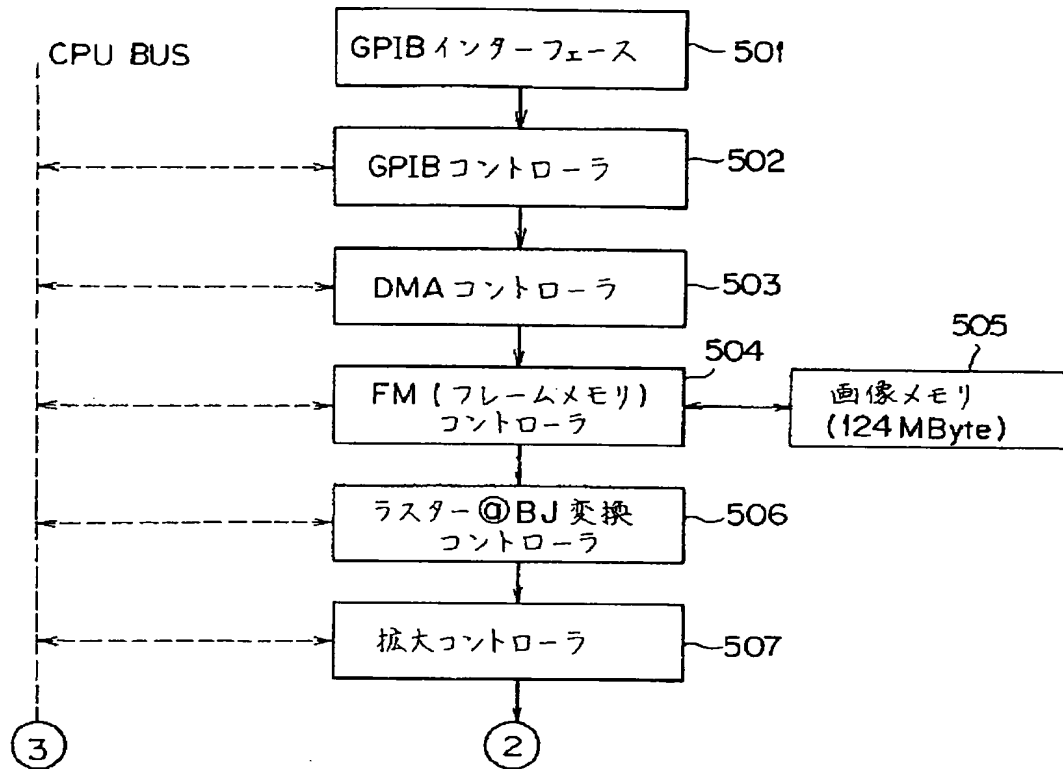 CPU BUS
GPIBインターフェース
501
GPIBコントローラ
502
DMAコントローラ
503
FM(フレームメモリ)
コントローラ
504
505
画像メモリ
(124MByte)
ラスター@BJ変換
コントローラ
506
拡大コントローラ
507
3
2